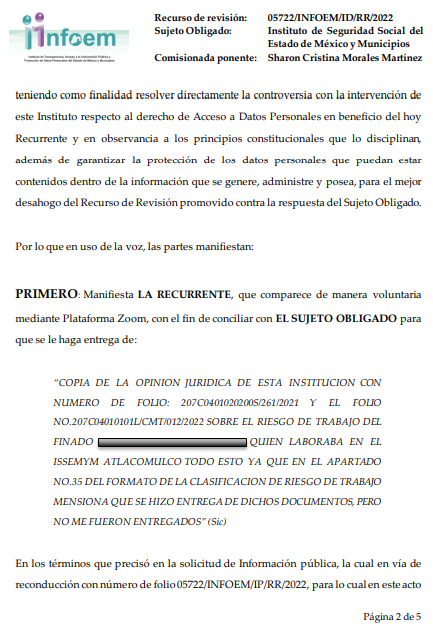 infoem
Instituto de Transparencia, Acceso a la Información Pública y
Protección de Datos Personales del Estado de México y Municipios
Recurso de revisión: 05722/INFOEM/ID/RR/2022
Sujeto Obligado: Instituto de Seguridad Social del
Estado de México y Municipios
Comisionada ponente: Sharon Cristina Morales Martínez
teniendo como finalidad resolver directamente la controversia con la intervención de
este Instituto respecto al derecho de Acceso a Datos Personales en beneficio del hoy
Recurrente y en observancia a los principios constitucionales que lo disciplinan,
además de garantizar la protección de los datos personales que puedan estar
contenidos dentro de la información que se genere, administre y posea, para el mejor
desahogo del Recurso de Revisión promovido contra la respuesta del Sujeto Obligado.
Por lo que en uso de la voz, las partes manifiestan:
PRIMERO: Manifiesta LA RECURRENTE, que comparece de manera voluntaria
mediante Plataforma Zoom, con el fin de conciliar con EL SUJETO OBLIGADO para
que se le haga entrega de:
“COPIA DE LA OPINION JURIDICA DE ESTA INSTITUCION CON
NUMERO DE FOLIO: 207C0401020200S/261/2021 Y EL FOLIO
NO.207C04010101L/CMT/012/2022 SOBRE EL RIESGO DE TRABAJO DEL
FINADO QUIEN LABORABA EN EL
ISSEMYM ATLACOMULCO TODO ESTO YA QUE EN EL APARTADO
NO.35 DEL FORMATO DE LA CLASIFICACION DE RIESGO DE TRABAJO
MENSIONA QUE SE HIZO ENTREGA DE DICHOS DOCUMENTOS, PERO
NO ME FUERON ENTREGADOS” (Sic)
En los términos que precisó en la solicitud de Información pública, la cual en vía de
reconducción con número de folio 05722/INFOEM/IP/RR/2022, para lo cual en este acto
Página 2 de 5